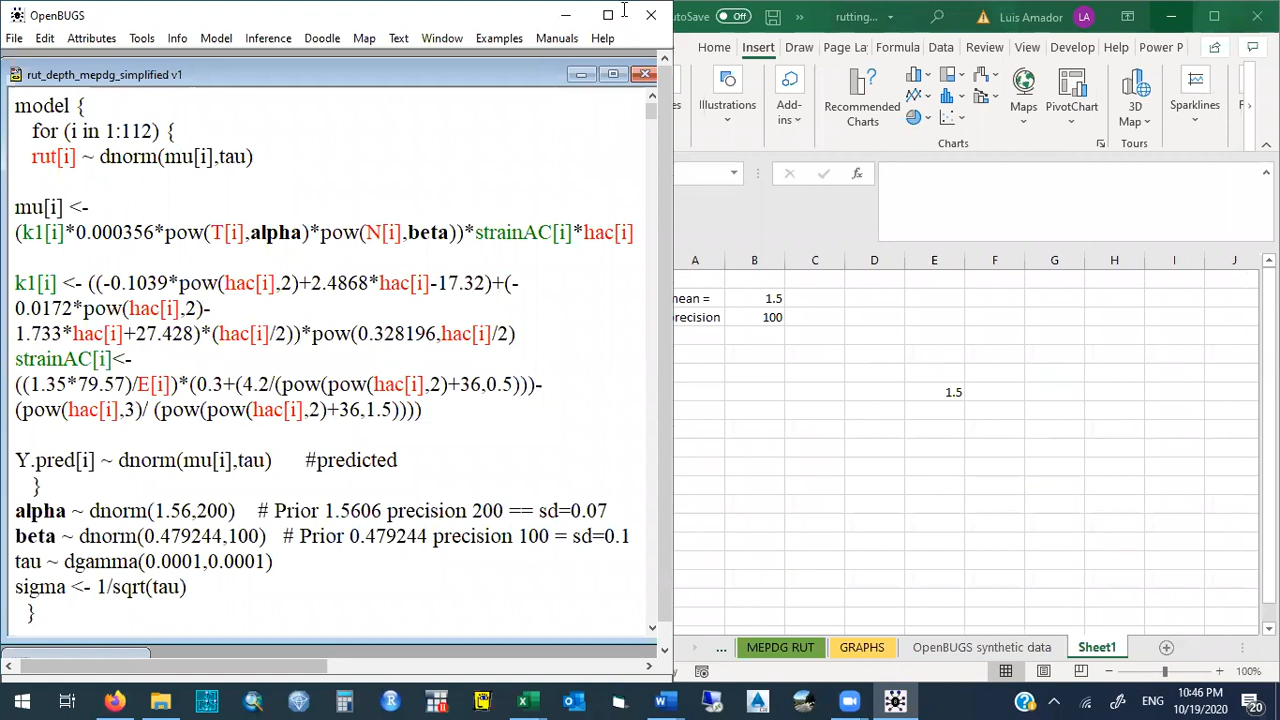 OpenBUGS
File Edit Attributes Tools Info Model Inference Doodle Map Text Window Examples Manuals Help
rut_depth_mepdg_simplified v1
model {
for (i in 1:112) {
rut[i] ~ dnorm(mu[i],tau)
mu[i] <-
(k1[i]*0.000356*pow(T[i],alpha)*pow(N[i],beta))*strainAC[i]*hac[i]
k1[i] <- ((-0.1039*pow(hac[i],2)+2.4868*hac[i]-17.32)+(-
0.0172*pow(hac[i],2)-
1.733*hac[i]+27.428)*(hac[i]/2))*pow(0.328196,hac[i]/2)
strainAC[i]<-
((1.35*79.57)/E[i])*(0.3+(4.2/(pow(pow(hac[i],2)+36,0.5)))-
(pow(hac[i],3)/ (pow(pow(hac[i],2)+36,1.5))))
Y.pred[i] ~ dnorm(mu[i],tau) #predicted
}
alpha ~ dnorm(1.56,200) # Prior 1.5606 precision 200 == sd=0.07
beta ~ dnorm(0.479244,100) # Prior 0.479244 precision 100 = sd=0.1
tau ~ dgamma(0.0001,0.0001)
sigma <- 1/sqrt(tau)
}
utoSave Off rutting... Luis Amador LA
Home Insert Draw Page La Formulas Data Review View Develop Help Power P
Illustrations Add-ins Recommended Charts Maps PivotChart 3D Map Sparklines F
Charts Tours
fx
A B C D E F G H I J
nean = 1.5
recision 100
1.5
... MEPDG RUT GRAPHS OpenBUGS synthetic data Sheet1
100%
ENG 10:46 PM
10/19/2020 20